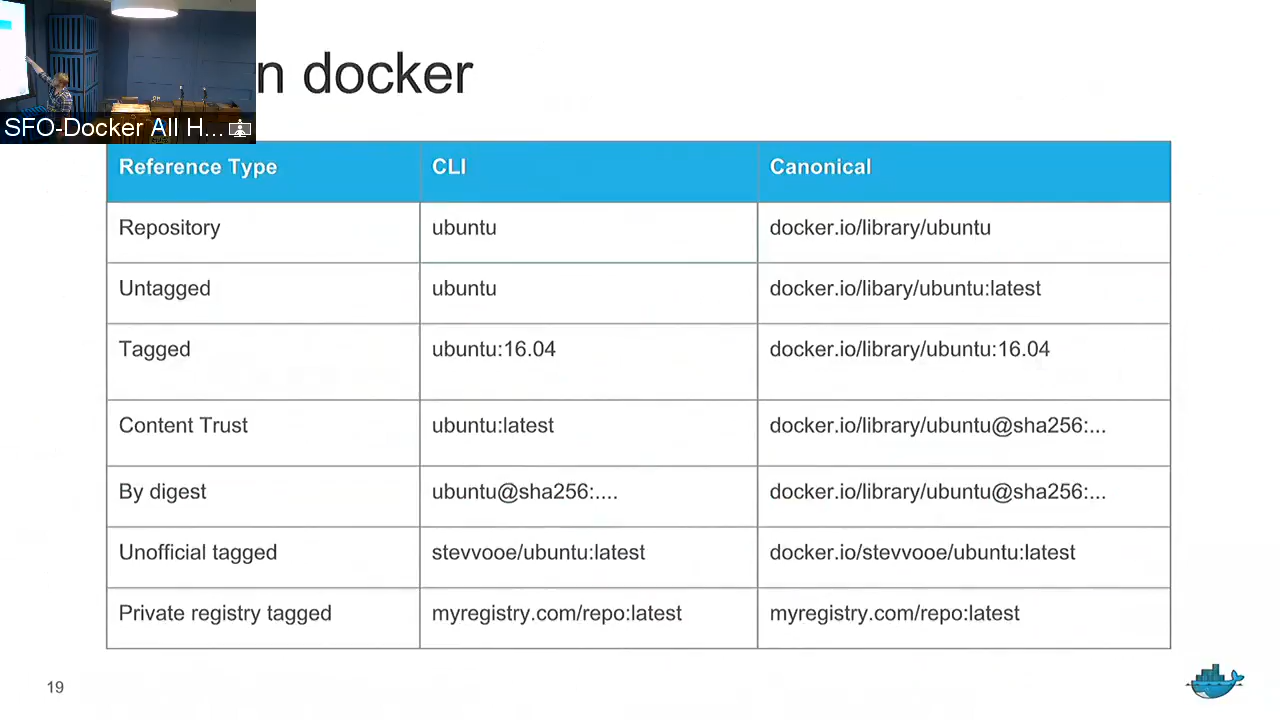 n docker
SFO-Docker All H...
Reference Type CLI Canonical
Repository ubuntu docker.io/library/ubuntu
Untagged ubuntu docker.io/libary/ubuntu:latest
Tagged ubuntu:16.04 docker.io/library/ubuntu:16.04
Content Trust ubuntu:latest docker.io/library/ubuntu@sha256:...
By digest ubuntu@sha256:.... docker.io/library/ubuntu@sha256:...
Unofficial tagged stevvooe/ubuntu:latest docker.io/stevvooe/ubuntu:latest
Private registry tagged myregistry.com/repo:latest myregistry.com/repo:latest
19